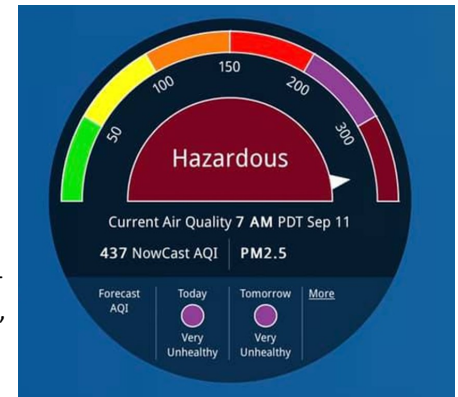 50
100
150
200
300
Hazardous
Current Air Quality 7 AM PDT Sep 11
437 NowCast AQI PM2.5
Forecast
AQI
Today
Very
Unhealthy
Tomorrow
Very
Unhealthy
More